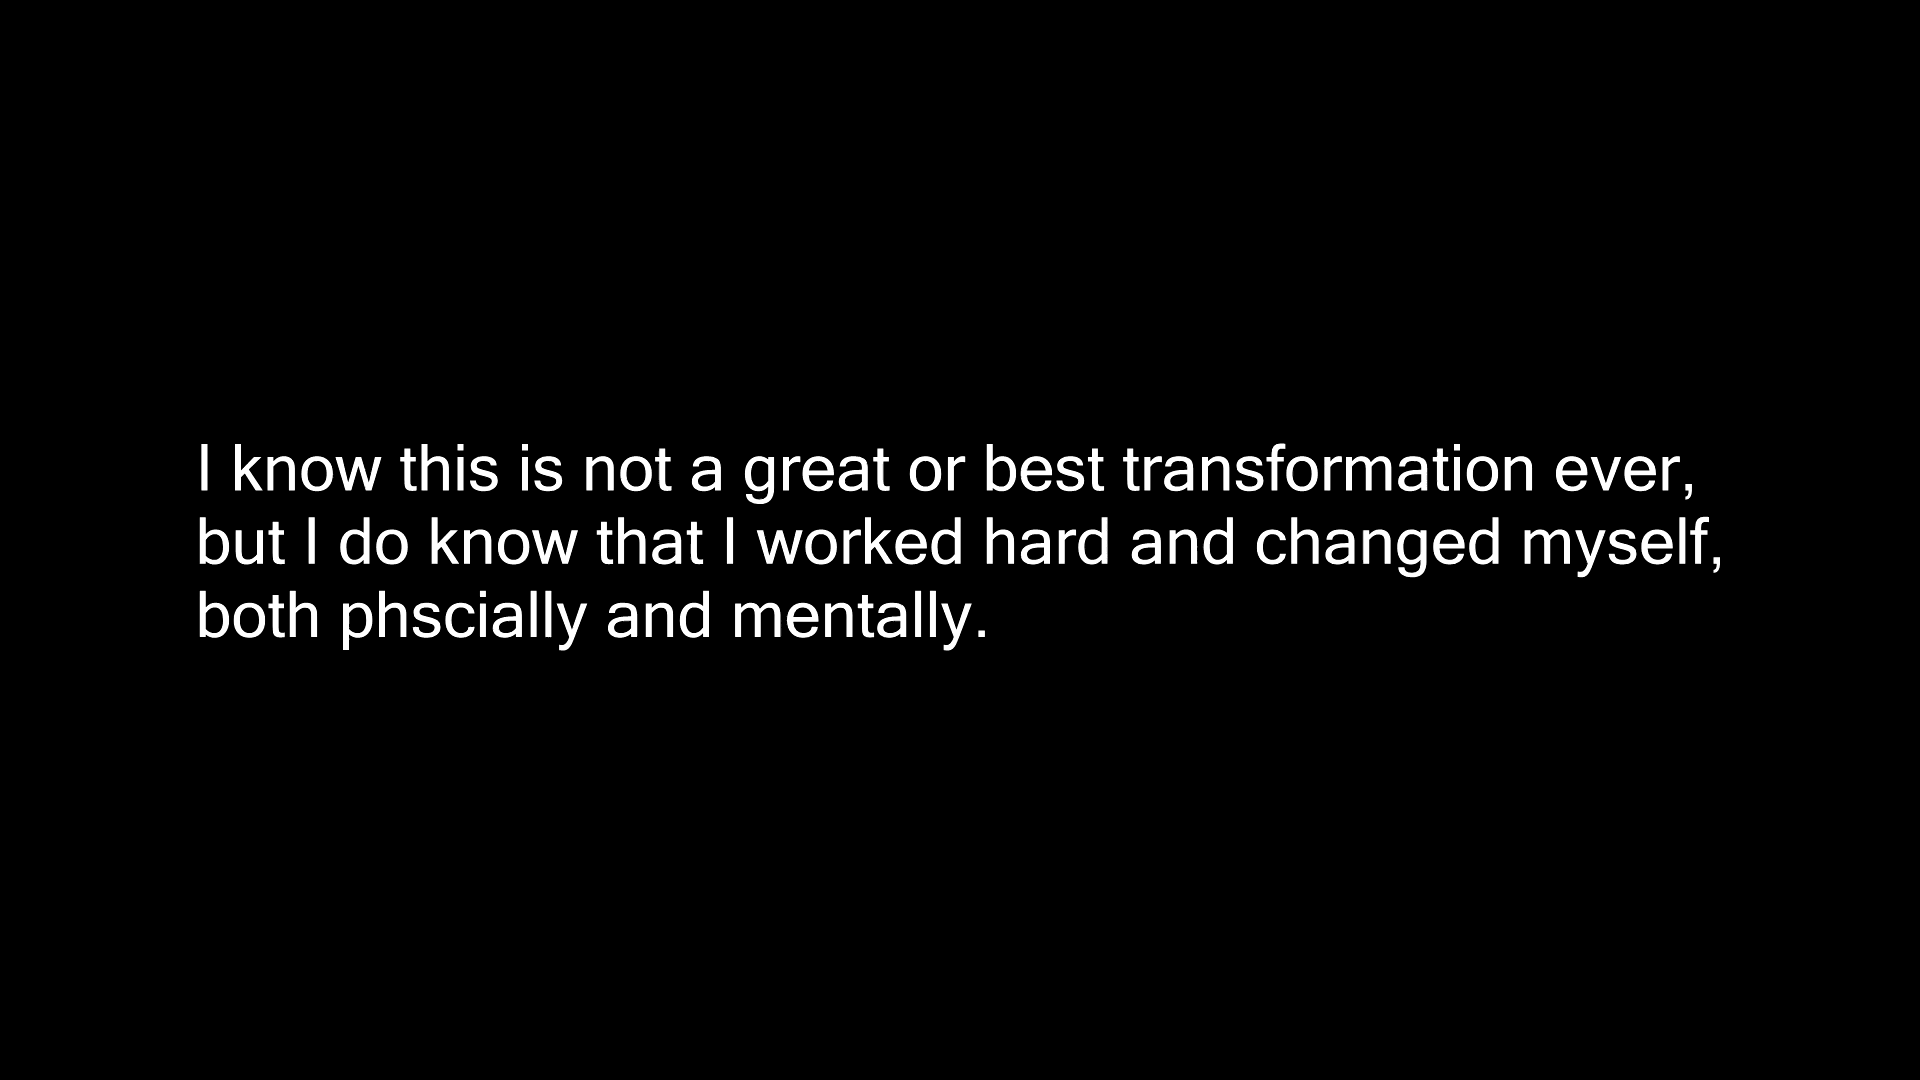 I know this is not a great or best transformation ever,
but I do know that I worked hard and changed myself,
both phscially and mentally.